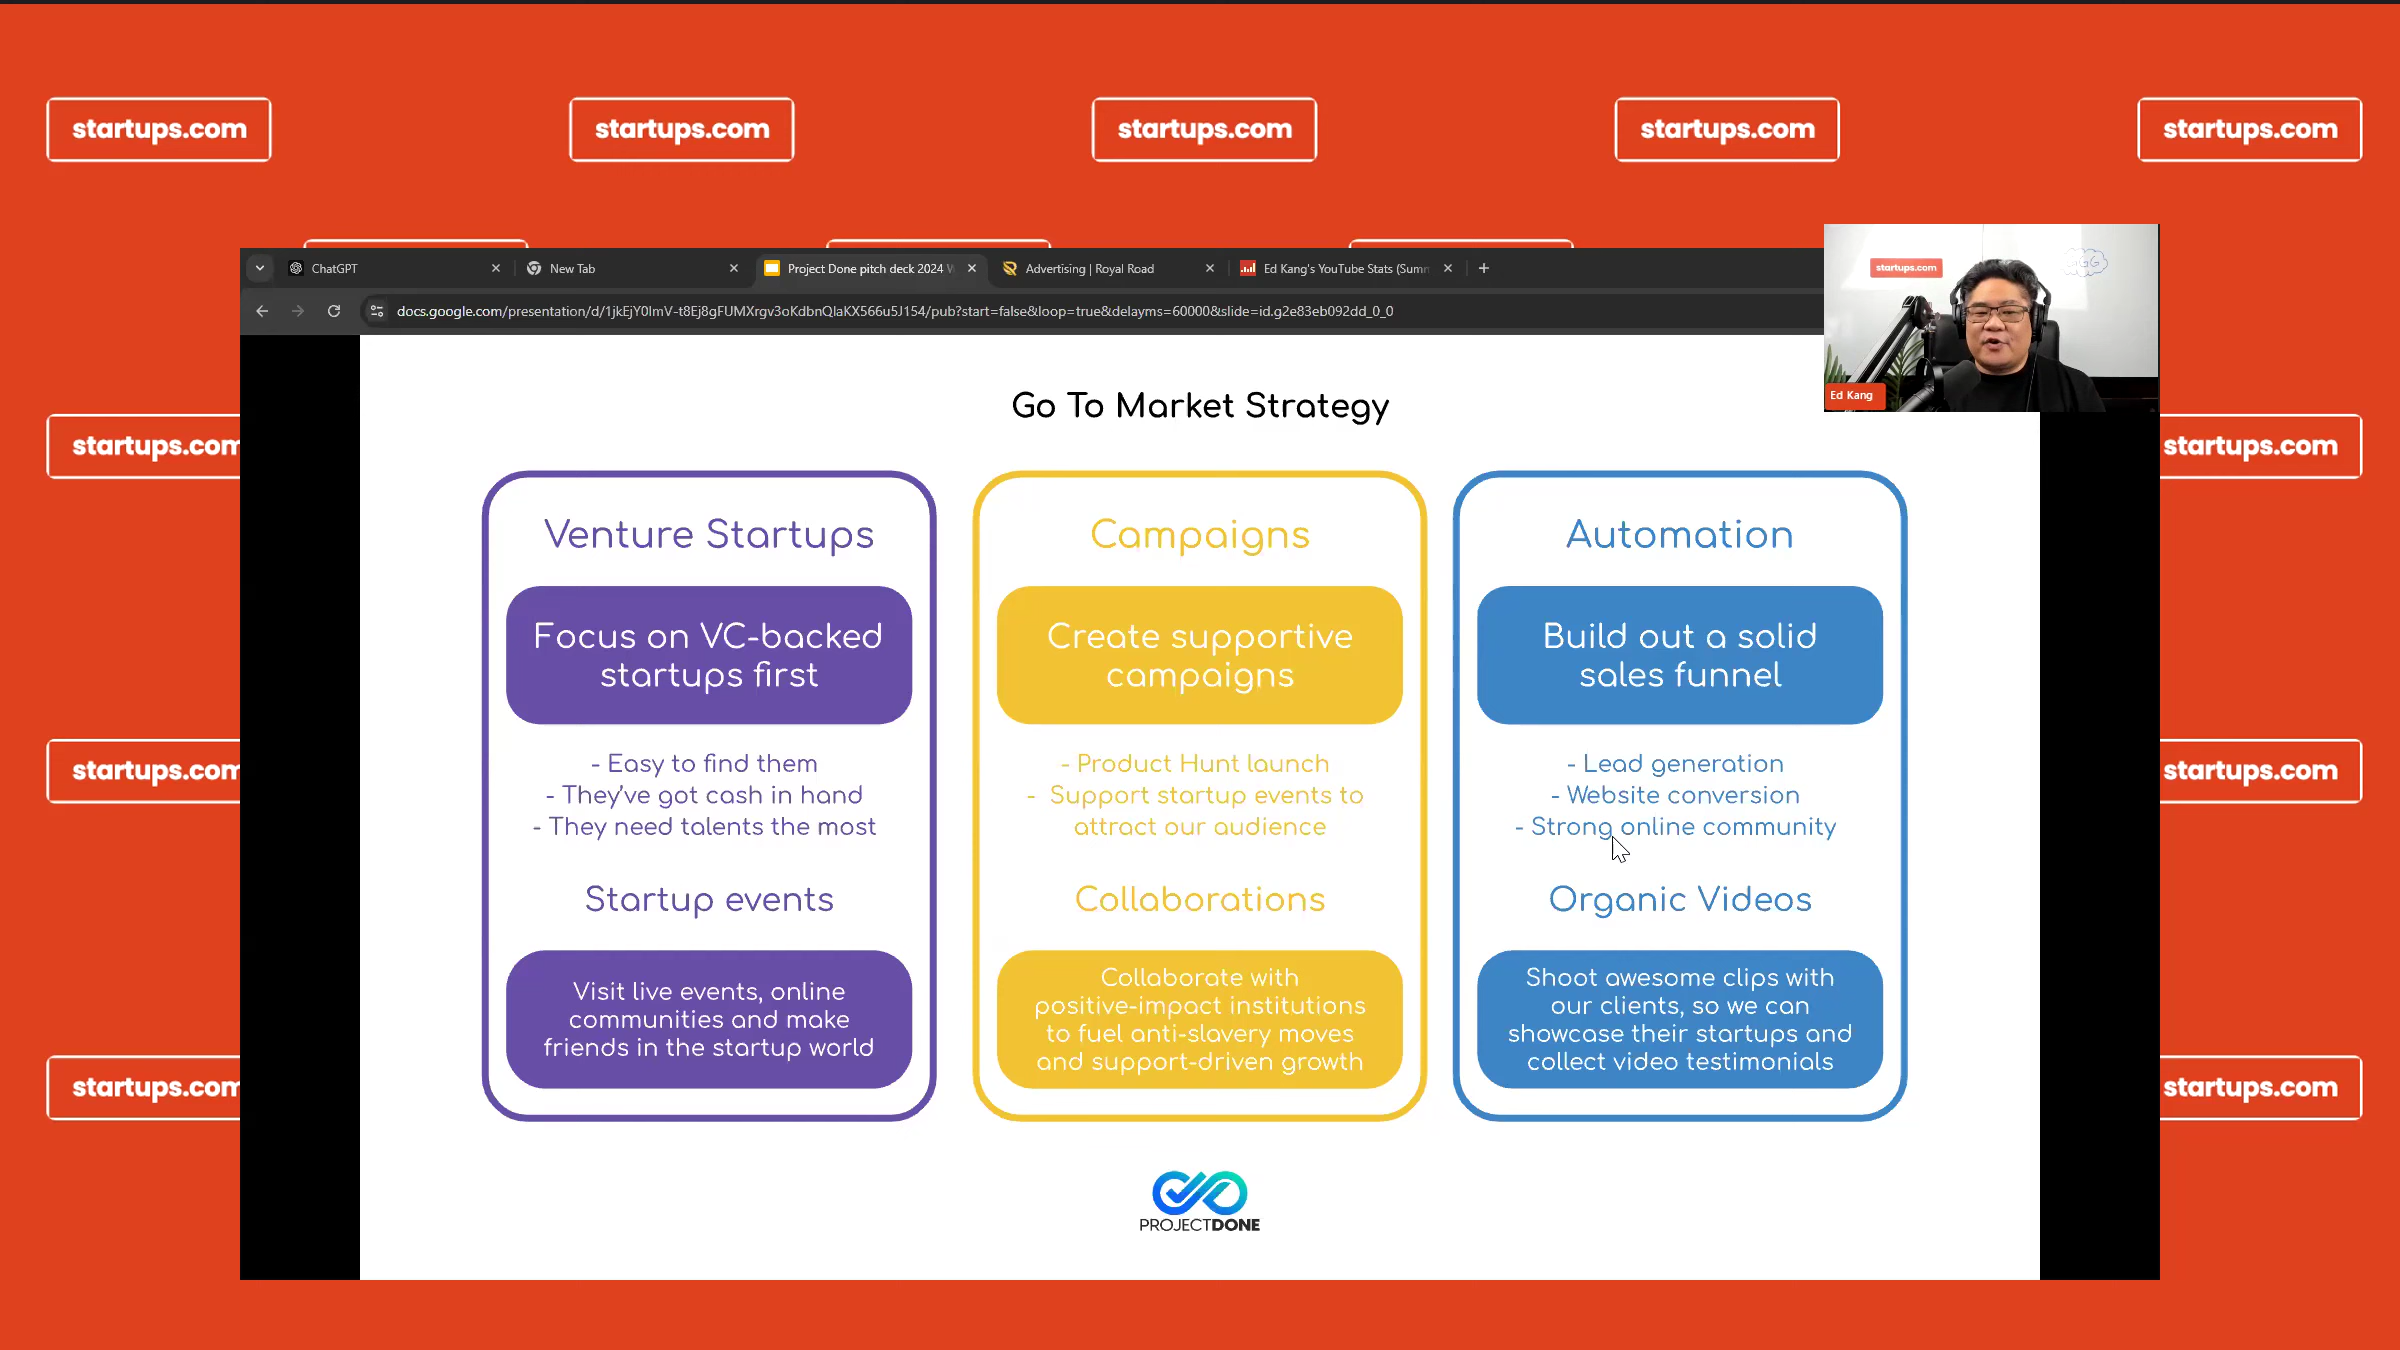 startups.com
startups.com
startups.com
startups.com
startups.com
ChatGPT
New Tab
Project Done pitch deck 2024 W
Advertising | Royal Road
Ed Kang's YouTube Stats (Summ
docs.google.com/presentation/d/1jkEjY0lmV-t8Ej8gFUMXrgv3oKdbnQlaKX566u5J154/pub?start=false&loop=true&delayms=60000&slide=id.g2e83eb092dd_0_0
startups.com
Ed Kang
Go To Market Strategy
startups.com
startups.com
Venture Startups
Focus on VC-backed
startups first
- Easy to find them
- They've got cash in hand
- They need talents the most
Startup events
Visit live events, online
communities and make
friends in the startup world
Campaigns
Create supportive
campaigns
- Product Hunt launch
- Support startup events to
attract our audience
Collaborations
Collaborate with
positive-impact institutions
to fuel anti-slavery moves
and support-driven growth
Automation
Build out a solid
sales funnel
- Lead generation
- Website conversion
- Strong online community
Organic Videos
Shoot awesome clips with
our clients, so we can
showcase their startups and
collect video testimonials
startups.com
startups.com
startups.com
startups.com
PROJECTDONE